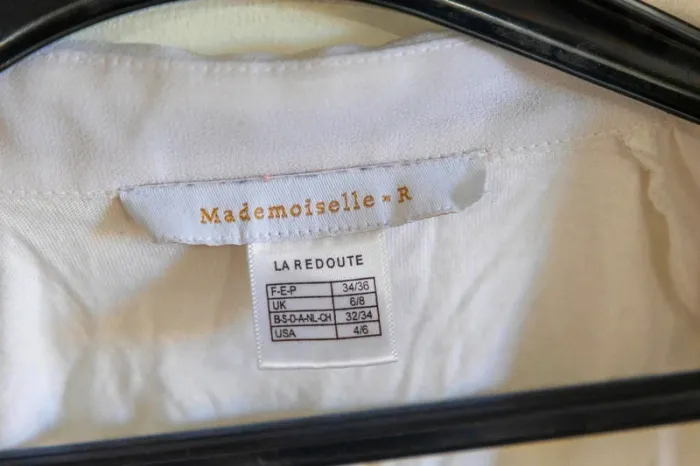 Mademoiselle R
LA REDOUTE
F-E-P 34/36
UK 6/8
B-S-D-A-NL-CH 32/34
USA 4/6